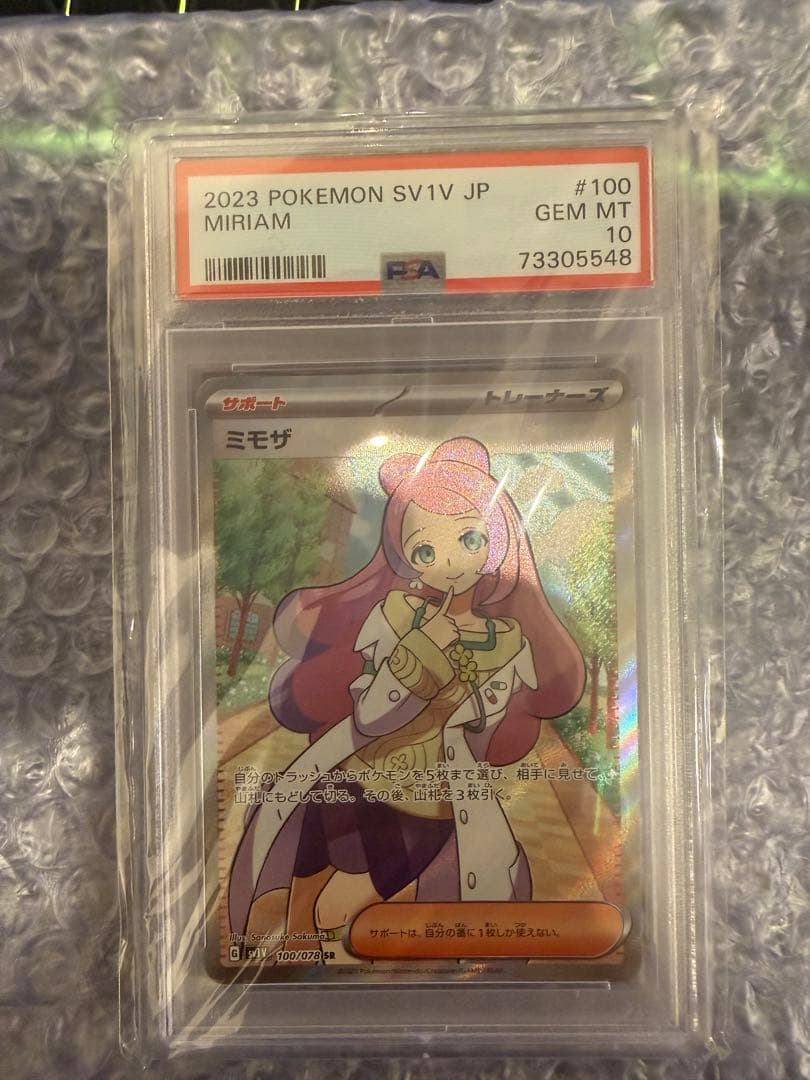 2023 POKEMON SV1V JP #100
MIRIAM GEM MT
10
PSA 73305548
サポート トレーナーズ
ミモザ
自分のトラッシュからポケモンを5枚まで選び、相手に見せて、
山札にもどして切る。その後、山札を3枚引く。
サポートは、自分の番に1枚しか使えない。
Illus. Sanosuke Sakuma
G SV1V 100/078 SR